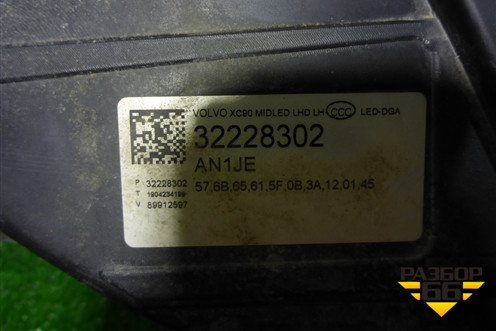 VOLVO XC90 MIDLED LHD LH CCC LED-DGA
32228302
AN1JE
P 32228302
T 1904234199
V 89912597
57,6B,65,61,5F,0B,3A,12,01,45
РАЗБОР
66